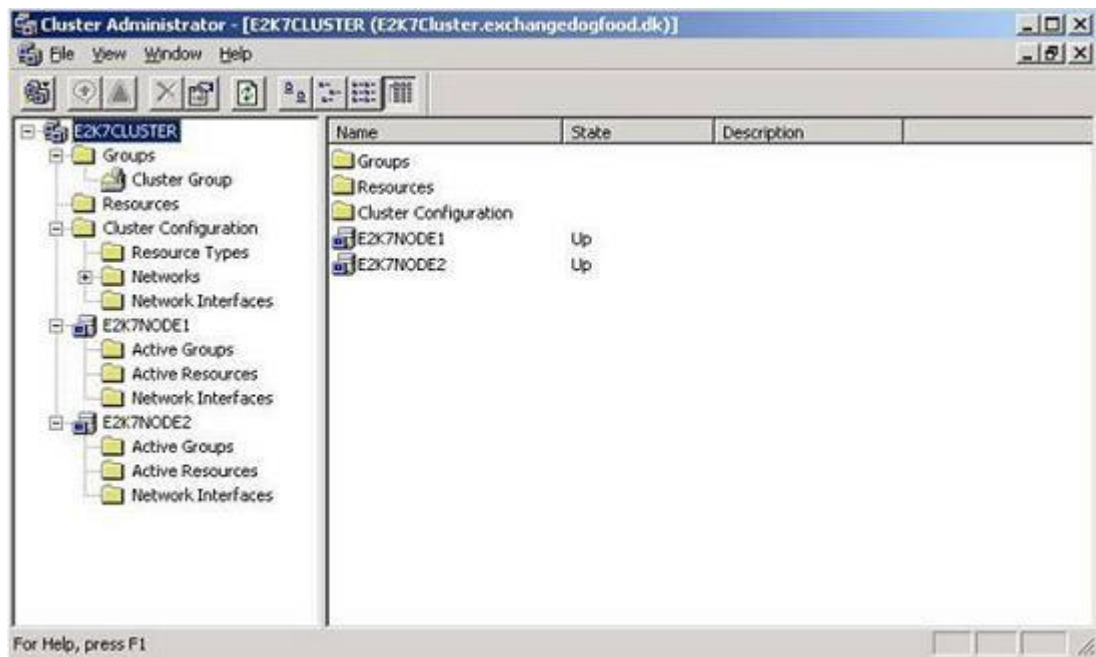 Cluster Administrator - [E2K7CLUSTER (E2K7Cluster.exchangedogfood.dk)]
File View Window Help
E2K7CLUSTER
Groups
Cluster Group
Resources
Cluster Configuration
Resource Types
Networks
Network Interfaces
E2K7NODE1
Active Groups
Active Resources
Network Interfaces
E2K7NODE2
Active Groups
Active Resources
Network Interfaces
Name State Description
Groups
Resources
Cluster Configuration
E2K7NODE1 Up
E2K7NODE2 Up
For Help, press F1